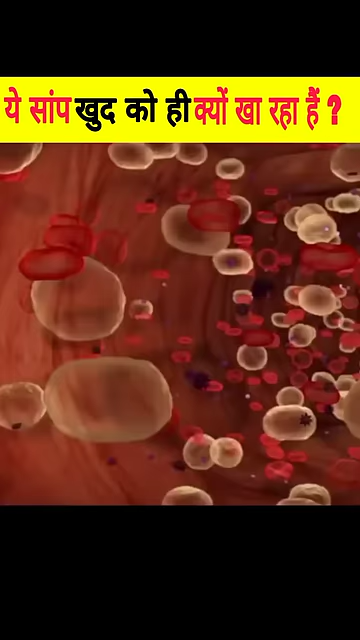 ये सांप खुद को ही क्यों खा रहा हैं ?